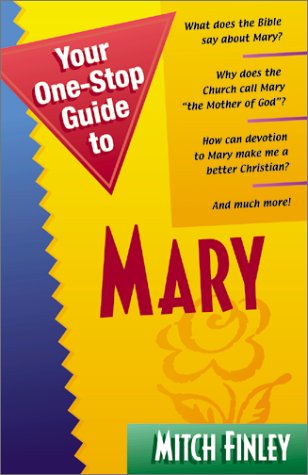 Your
One-Stop
Guide
to
What does the Bible
say about Mary?
Why does the
Church call Mary
"the Mother of God"?
How can devotion
to Mary make me a
better Christian?
And much more!
MARY
MITCH FINLEY